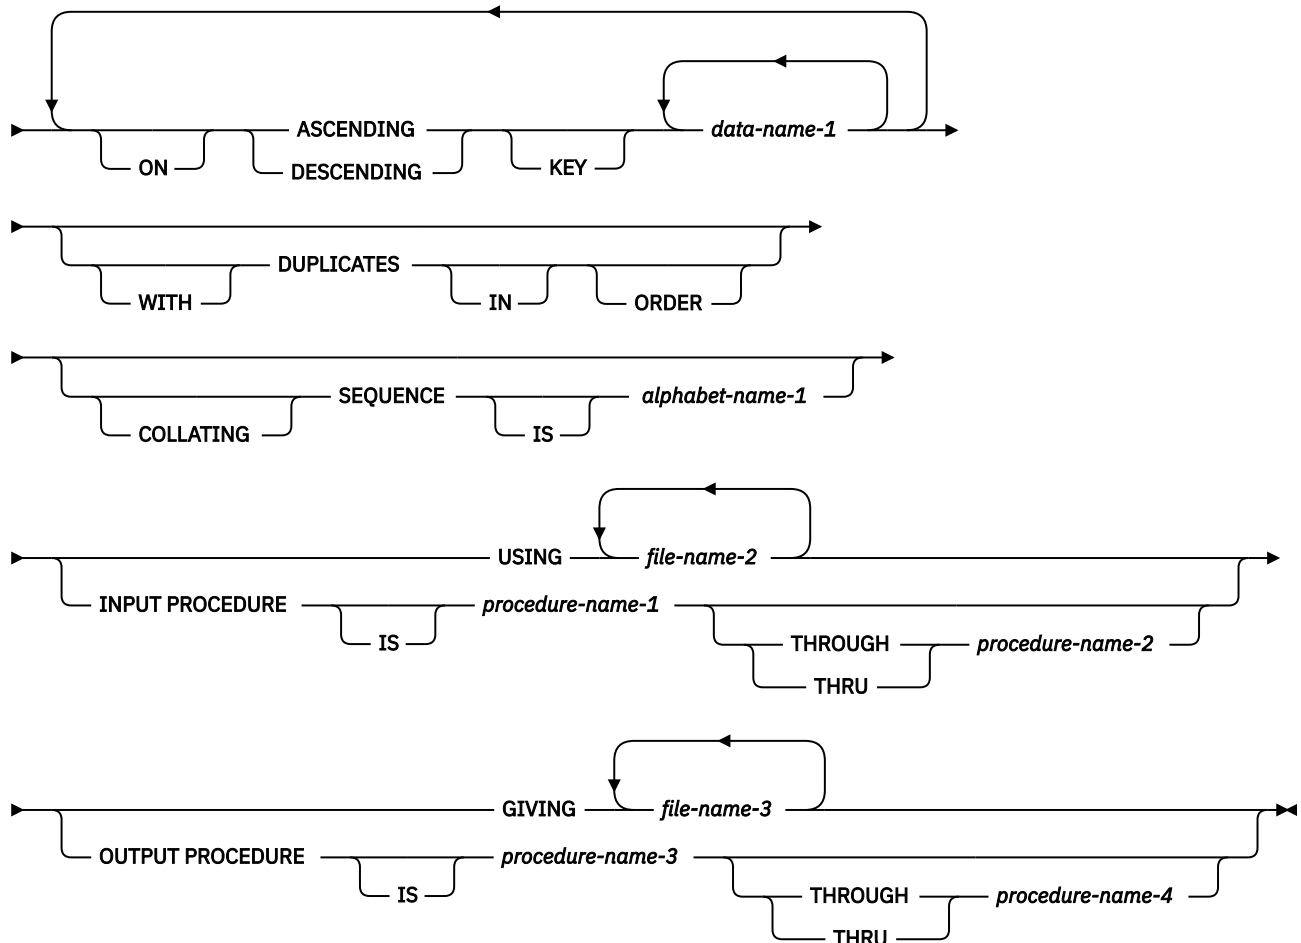 ASCENDING data-name-1
ON DESCENDING KEY
DUPLICATES
WITH IN ORDER
SEQUENCE alphabet-name-1
COLLATING IS
USING file-name-2
INPUT PROCEDURE procedure-name-1
IS THROUGH procedure-name-2
THRU
GIVING file-name-3
OUTPUT PROCEDURE procedure-name-3
IS THROUGH procedure-name-4
THRU